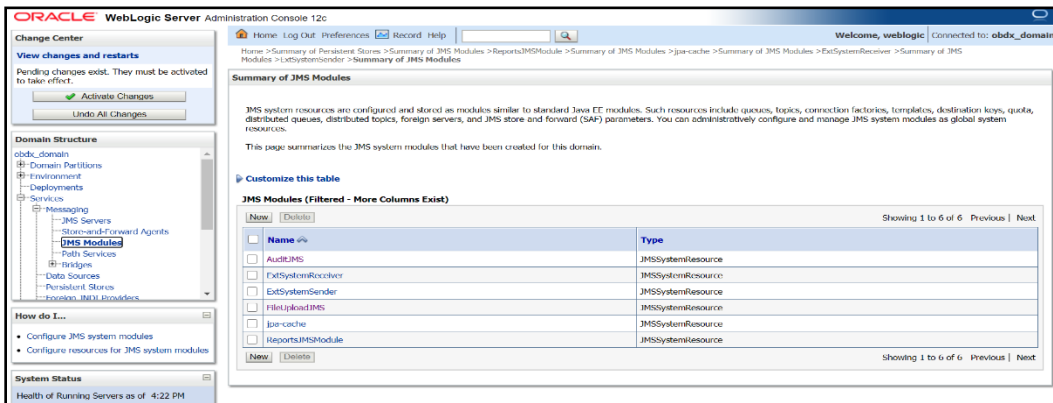 ORACLE WebLogic Server Administration Console 12c
Change Center
View changes and restarts
Pending changes exist. They must be activated
to take effect.
Activate Changes
Undo All Changes
Domain Structure
obdx_domain
Domain Partitions
Environment
Deployments
Services
Messaging
JMS Servers
Store-and-Forward Agents
JMS Modules
Path Services
Bridges
Data Sources
Persistent Stores
Foreign JNDI Providers
How do I...
Configure JMS system modules
Configure resources for JMS system modules
System Status
Health of Running Servers as of 4:22 PM
Home Log Out Preferences Record Help
Welcome, weblogic Connected to: obdx_domain
Home >Summary of Persistent Stores >Summary of JMS Modules >ReportsJMSModule >Summary of JMS Modules >jpa-cache >Summary of JMS Modules >ExtSystemReceiver >Summary of JMS
Modules >ExtSystemSender >Summary of JMS Modules
Summary of JMS Modules
JMS system resources are configured and stored as modules similar to standard Java EE modules. Such resources include queues, topics, connection factories, templates, destination keys, quota,
distributed queues, distributed topics, foreign servers, and JMS store and forward (SAF) parameters. You can administratively configure and manage JMS system modules as global system
resources.
This page summarizes the JMS system modules that have been created for this domain.
Customize this table
JMS Modules (Filtered - More Columns Exist)
New Delete Showing 1 to 6 of 6 Previous | Next
Name Type
AuditJMS JMSSystemResource
ExtSystemReceiver JMSSystemResource
ExtSystemSender JMSSystemResource
FileUploadJMS JMSSystemResource
jpa-cache JMSSystemResource
ReportsJMSModule JMSSystemResource
New Delete Showing 1 to 6 of 6 Previous | Next